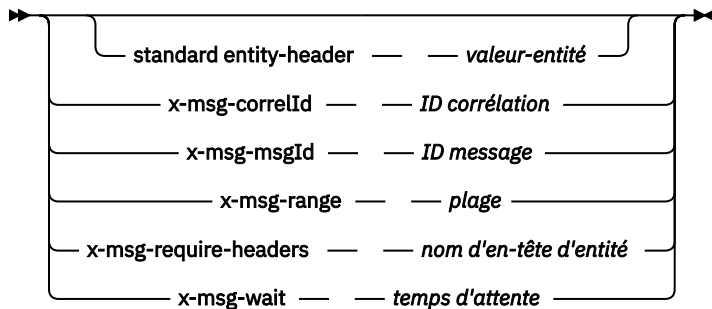 standard entity-header valeur-entité
x-msg-correlId ID corrélation
x-msg-msgId ID message
x-msg-range plage
x-msg-require-headers nom d'en-tête d'entité
x-msg-wait temps d'attente